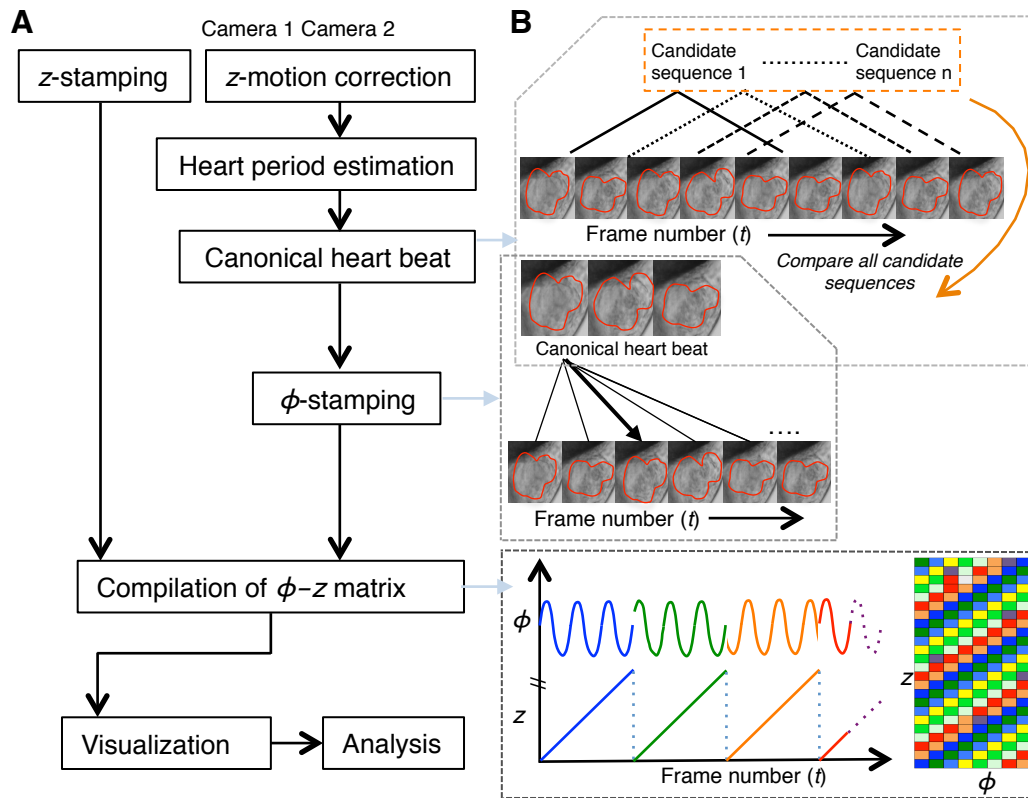 A
Camera 1 Camera 2
z-stamping
z-motion correction
Heart period estimation
Canonical heart beat
ϕ-stamping
Compilation of ϕ–z matrix
Visualization
Analysis
B
Candidate
sequence 1
...........
Candidate
sequence n
Frame number (t)
Compare all candidate
sequences
Canonical heart beat
....
Frame number (t)
ϕ
z
Frame number (t)
z
ϕ